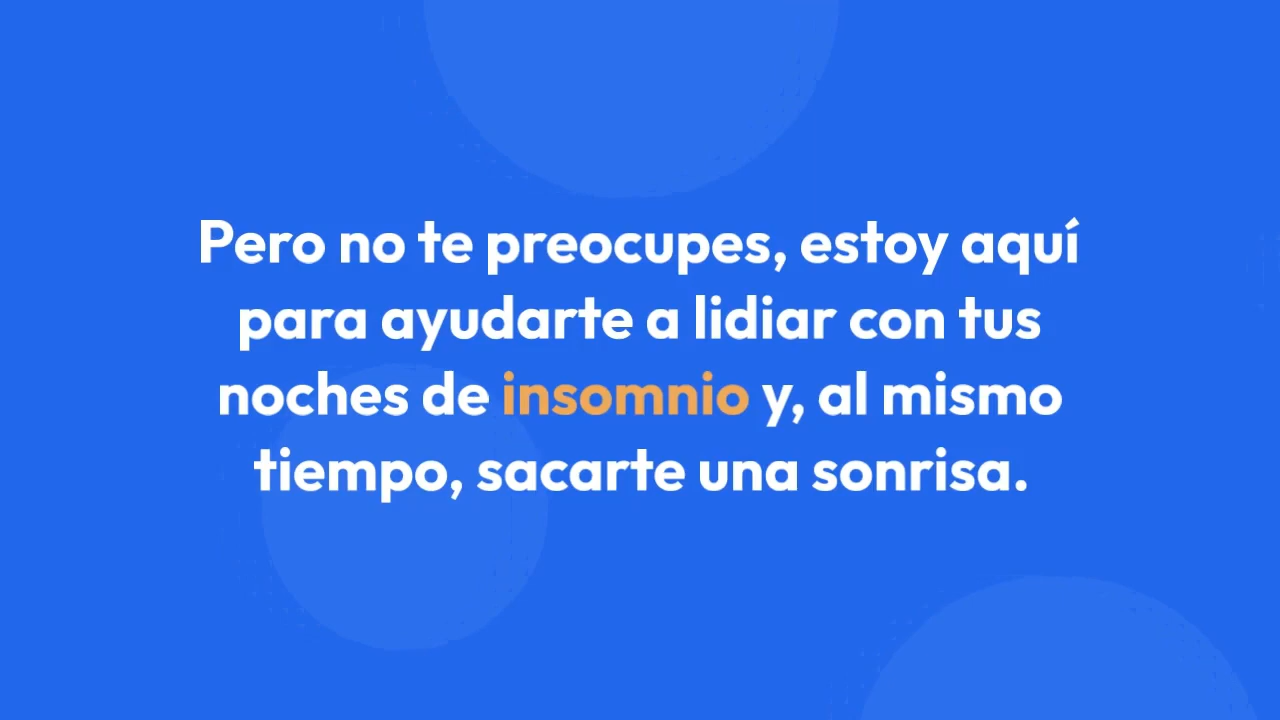 Pero no te preocupes, estoy aquí
para ayudarte a lidiar con tus
noches de insomnio y, al mismo
tiempo, sacarte una sonrisa.